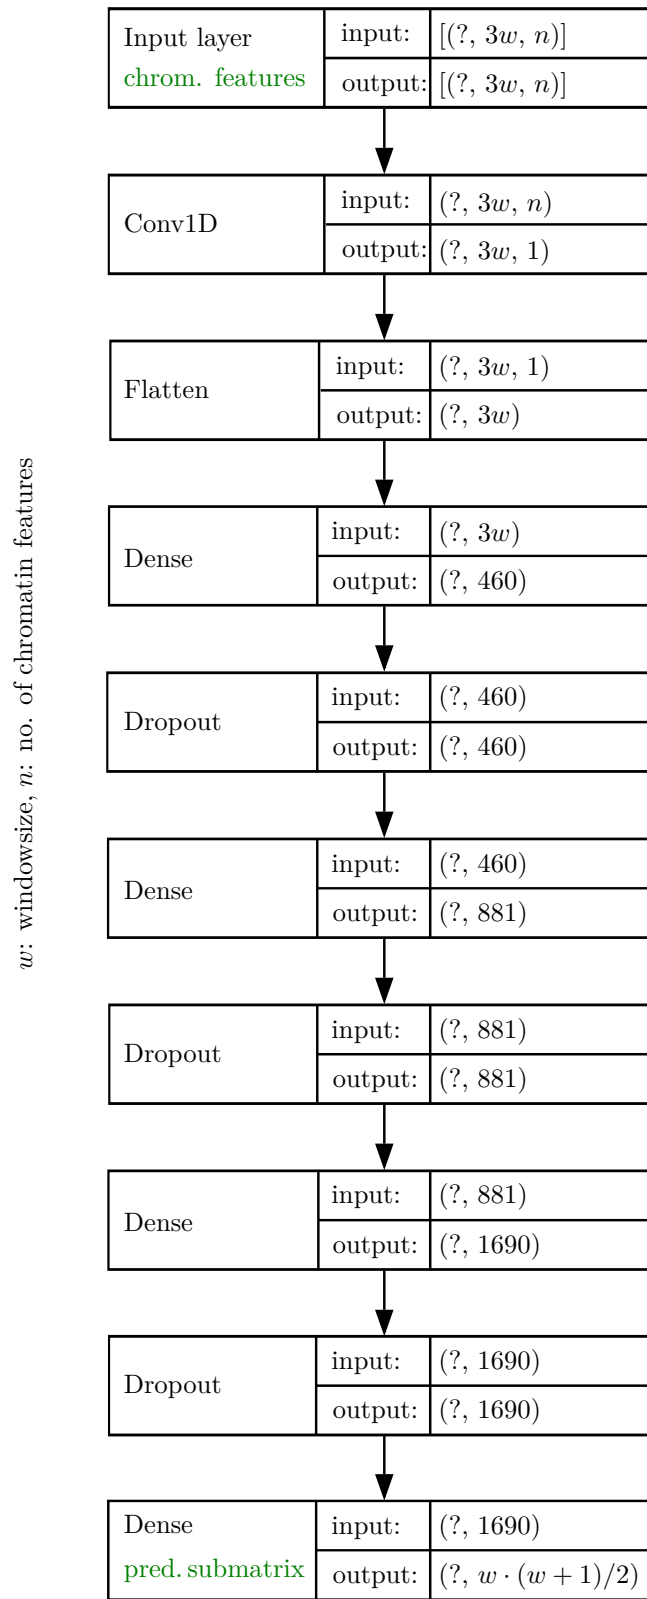 Input layer
chrom. features
input: [(?, 3w, n)]
output: [(?, 3w, n)]
Conv1D
input: (?, 3w, n)
output: (?, 3w, 1)
Flatten
input: (?, 3w, 1)
output: (?, 3w)
Dense
input: (?, 3w)
output: (?, 460)
Dropout
input: (?, 460)
output: (?, 460)
Dense
input: (?, 460)
output: (?, 881)
Dropout
input: (?, 881)
output: (?, 881)
Dense
input: (?, 881)
output: (?, 1690)
Dropout
input: (?, 1690)
output: (?, 1690)
Dense
pred. submatrix
input: (?, 1690)
output: (?, w · (w + 1)/2)
w: windowsize, n: no. of chromatin features